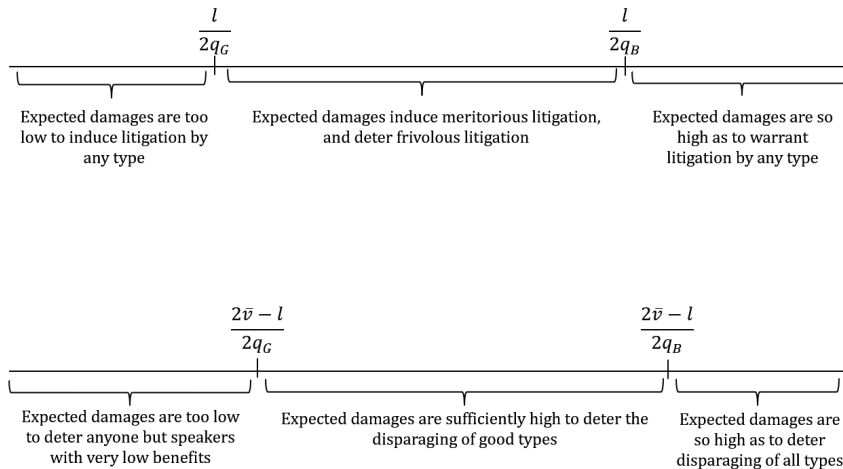 l/2q_G
l/2q_B
Expected damages are too
low to induce litigation by
any type
Expected damages induce meritorious litigation,
and deter frivolous litigation
Expected damages are so
high as to warrant
litigation by any type
2v̄ − l/2q_G
2v̄ − l/2q_B
Expected damages are too low
to deter anyone but speakers
with very low benefits
Expected damages are sufficiently high to deter the
disparaging of good types
Expected damages are
so high as to deter
disparaging of all types